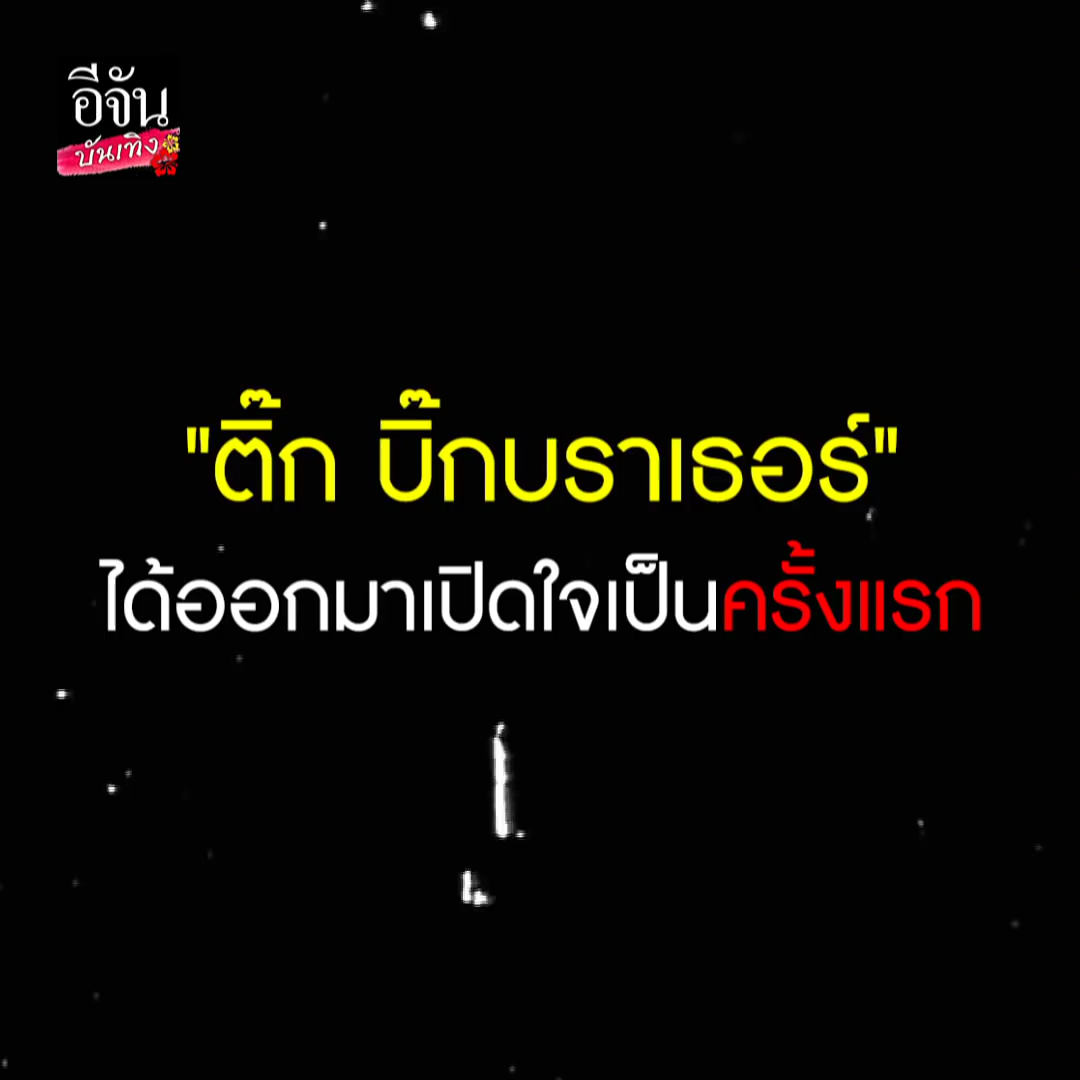 อีจัน
บันเทิง
"ติ๊ก บิ๊กบราเธอร์"
ได้ออกมาเปิดใจเป็นครั้งแรก